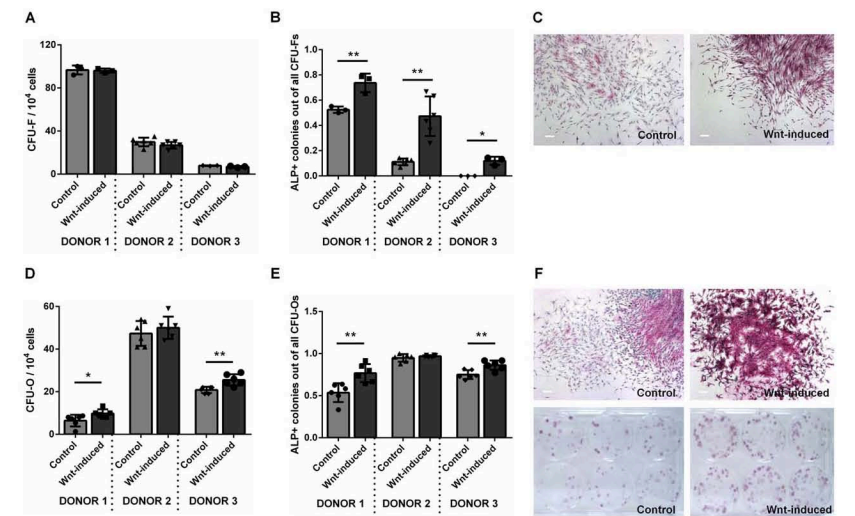 A
CFU-F / 10⁴ cells
120
80
40
0
Control
Wnt-induced
Control
Wnt-induced
Control
Wnt-induced
DONOR 1
DONOR 2
DONOR 3
B
ALP+ colonies out of all CFU-Fs
1.0
0.8
0.6
0.4
0.2
0.0
**
**
*
Control
Wnt-induced
Control
Wnt-induced
Control
Wnt-induced
DONOR 1
DONOR 2
DONOR 3
C
Control
Wnt-induced
D
CFU-O / 10⁴ cells
60
40
20
0
*
**
Control
Wnt-induced
Control
Wnt-induced
Control
Wnt-induced
DONOR 1
DONOR 2
DONOR 3
E
ALP+ colonies out of all CFU-Os
1.5
1.0
0.5
0.0
**
**
Control
Wnt-induced
Control
Wnt-induced
Control
Wnt-induced
DONOR 1
DONOR 2
DONOR 3
F
Control
Wnt-induced
Control
Wnt-induced